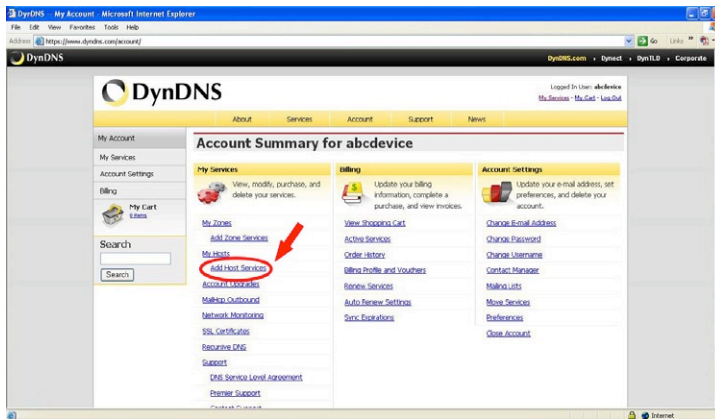 DynDNS -- My Account - Microsoft Internet Explorer
File Edit View Favorites Tools Help
Address https://www.dyndns.com/account/ Go Links
DynDNS DynDNS.com Dynect DynTLD Corporate
DynDNS
Logged In User: abcdevice
My Services - My Cart - Log Out
About Services Account Support News
My Account
My Services
Account Settings
Billing
My Cart
0 items
Search
Search
Account Summary for abcdevice
My Services
View, modify, purchase, and
delete your services.
My Zones
Add Zone Services
My Hosts
Add Host Services
Account Upgrades
MailHop Outbound
Network Monitoring
SSL Certificates
Recursive DNS
Support
DNS Service Level Agreement
Premier Support
Contact Support
Billing
Update your billing
information, complete a
purchase, and view invoices.
View Shopping Cart
Active Services
Order History
Billing Profile and Vouchers
Renew Services
Auto Renew Settings
Sync Expirations
Account Settings
Update your e-mail address, set
preferences, and delete your
account.
Change E-mail Address
Change Password
Change Username
Contact Manager
Mailing Lists
Move Services
Preferences
Close Account
Internet